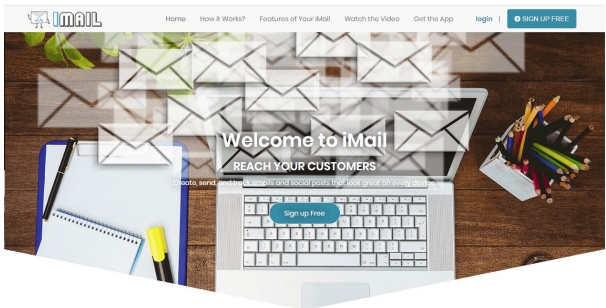 IMAIL
Home How it Works? Features of Your iMail Watch the Video Get the App login | SIGN UP FREE
Welcome to iMail
REACH YOUR CUSTOMERS
Create, send, and track emails and social posts that look great on every device.
Sign up Free